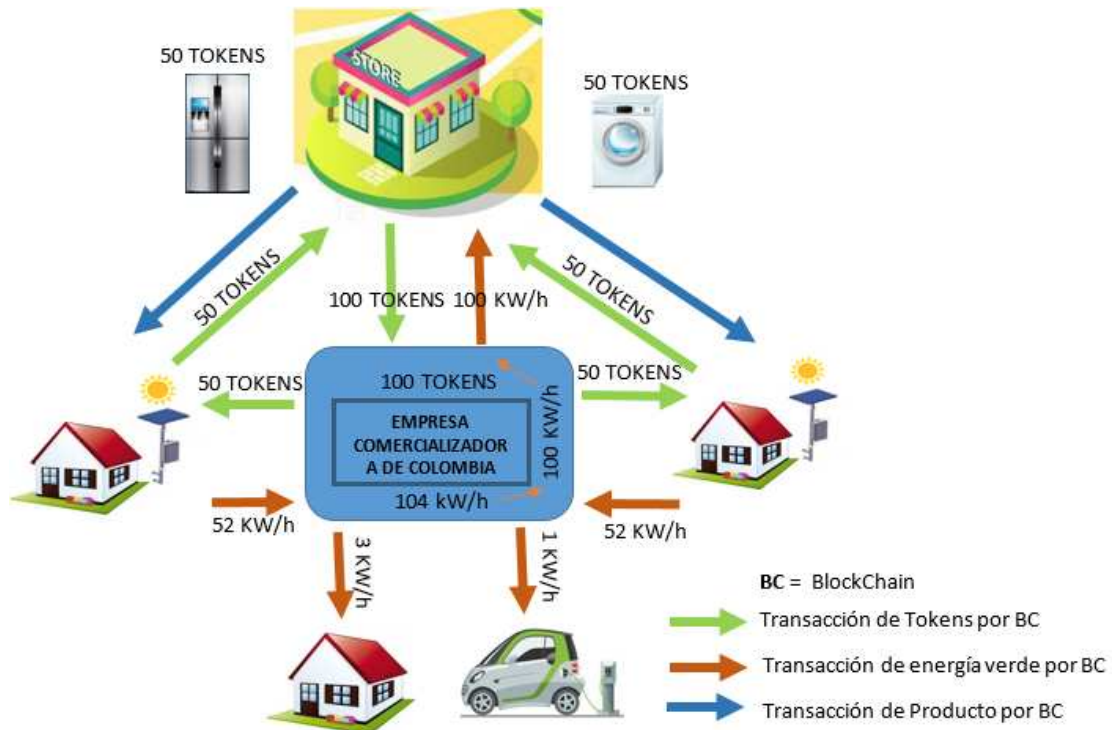 50 TOKENS
STORE
50 TOKENS
50 TOKENS
100 TOKENS
100 KW/h
50 TOKENS
50 TOKENS
100 TOKENS
50 TOKENS
EMPRESA
COMERCIALIZADOR
A DE COLOMBIA
100 KW/h
104 kW/h
52 KW/h
52 KW/h
3 KW/h
1 KW/h
BC = BlockChain
Transacción de Tokens por BC
Transacción de energía verde por BC
Transacción de Producto por BC